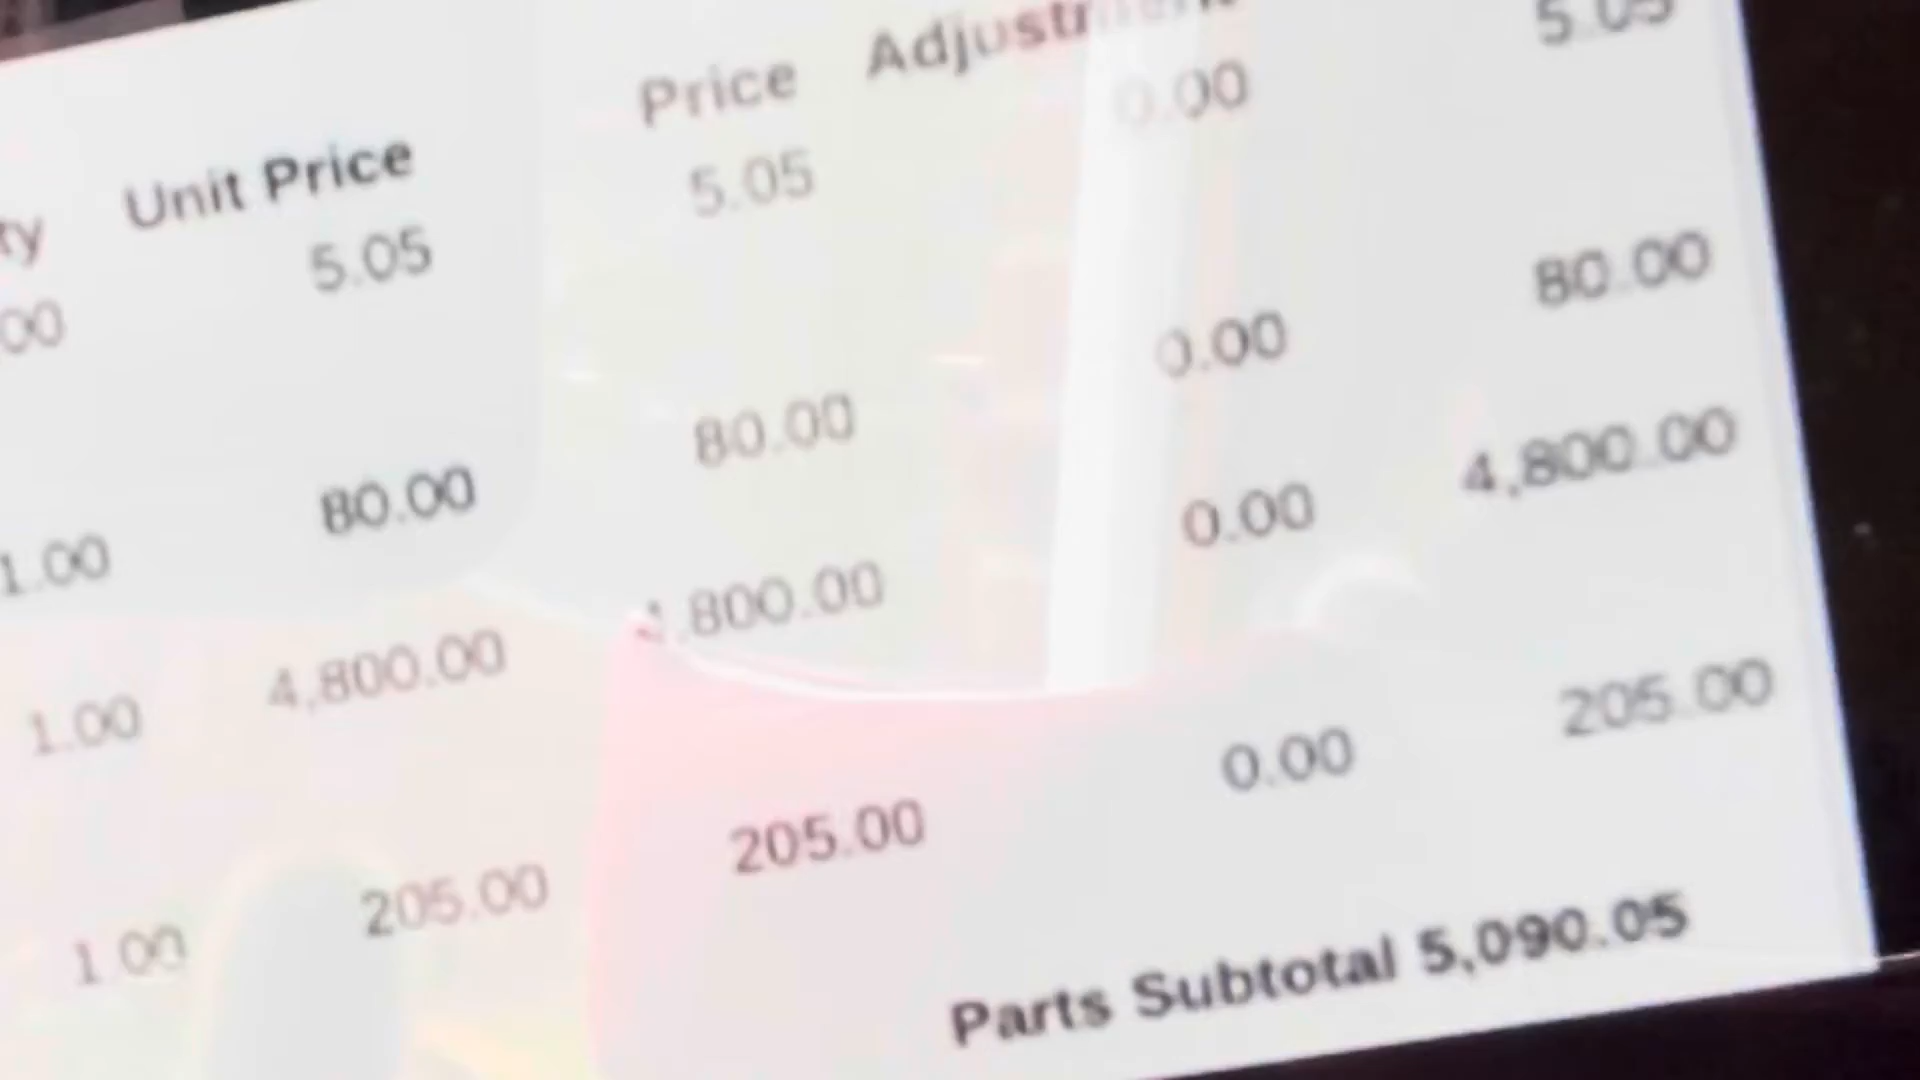 Unit Price Price
5.05 5.05 0.00 5.05
1.00 80.00 80.00 0.00 80.00
1.00 4,800.00 4,800.00 0.00 4,800.00
1.00 205.00 205.00 0.00 205.00
Parts Subtotal 5,090.05